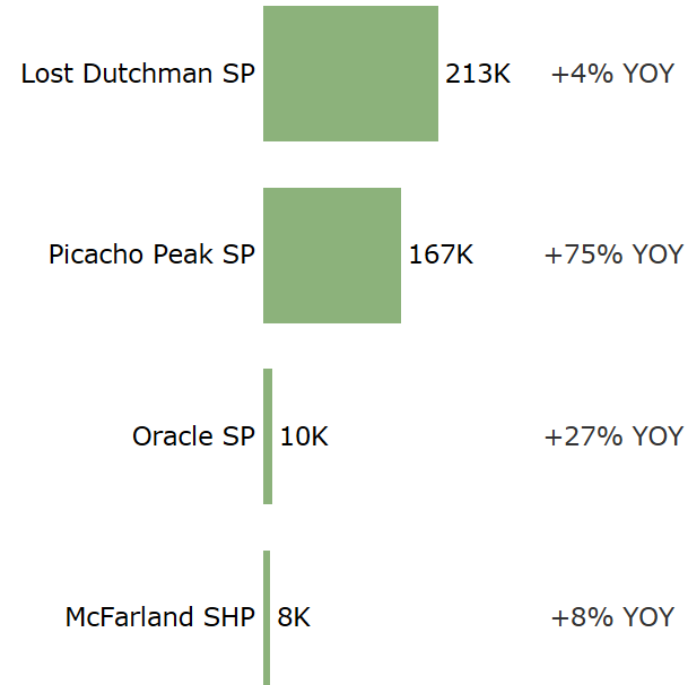 Lost Dutchman SP 213K +4% YOY
Picacho Peak SP 167K +75% YOY
Oracle SP 10K +27% YOY
McFarland SHP 8K +8% YOY